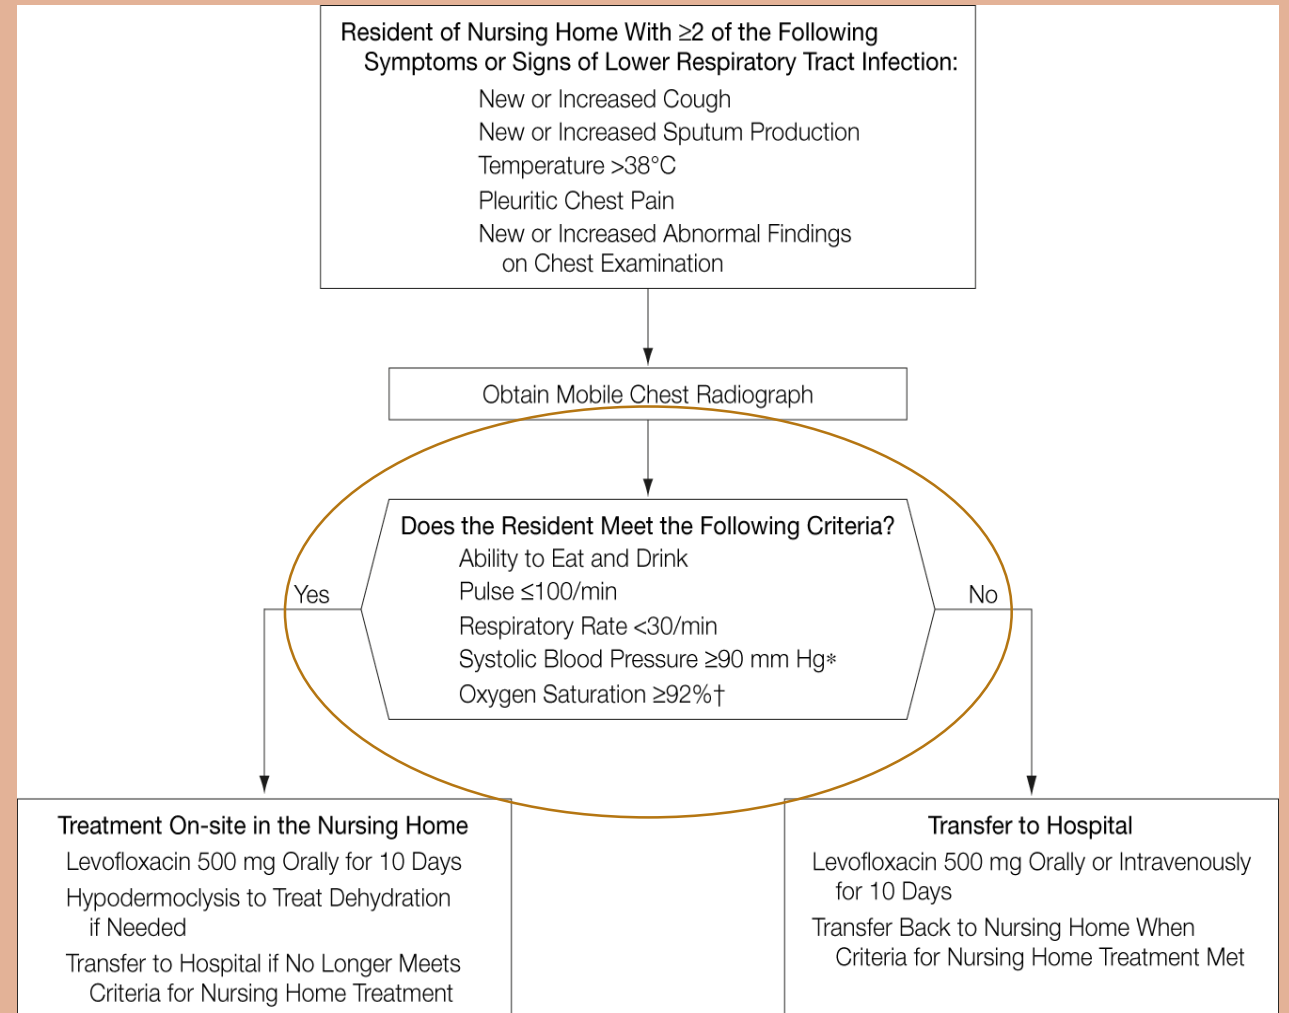 Resident of Nursing Home With ≥2 of the Following
Symptoms or Signs of Lower Respiratory Tract Infection:
New or Increased Cough
New or Increased Sputum Production
Temperature >38°C
Pleuritic Chest Pain
New or Increased Abnormal Findings
on Chest Examination
Obtain Mobile Chest Radiograph
Does the Resident Meet the Following Criteria?
Ability to Eat and Drink
Pulse ≤100/min
Respiratory Rate <30/min
Systolic Blood Pressure ≥90 mm Hg*
Oxygen Saturation ≥92%†
Yes
No
Treatment On-site in the Nursing Home
Levofloxacin 500 mg Orally for 10 Days
Hypodermoclysis to Treat Dehydration
if Needed
Transfer to Hospital if No Longer Meets
Criteria for Nursing Home Treatment
Transfer to Hospital
Levofloxacin 500 mg Orally or Intravenously
for 10 Days
Transfer Back to Nursing Home When
Criteria for Nursing Home Treatment Met